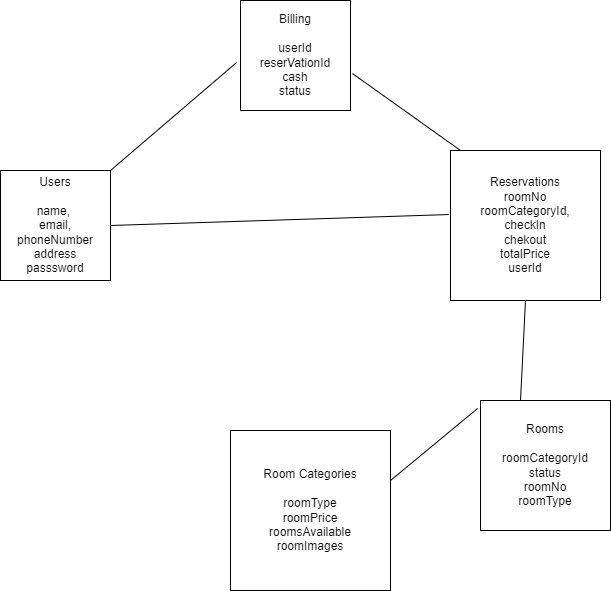 Billing
userId
reserVationId
cash
status
Users
name,
email,
phoneNumber
address
passsword
Reservations
roomNo
roomCategoryId,
checkIn
chekout
totalPrice
userId
Room Categories
roomType
roomPrice
roomsAvailable
roomImages
Rooms
roomCategoryId
status
roomNo
roomType